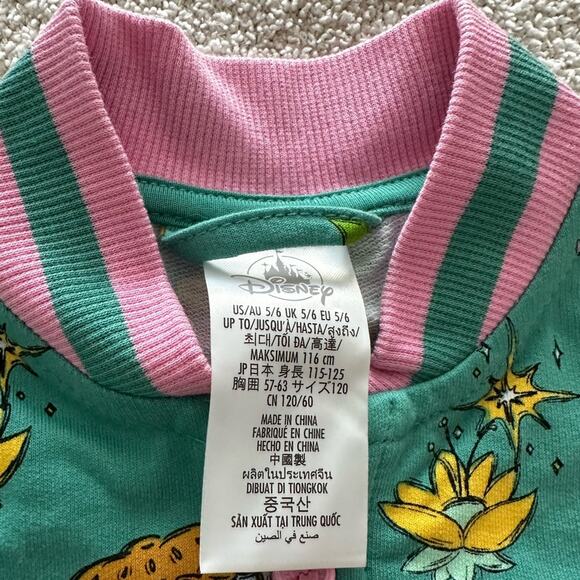 Disney
US/AU 5/6 UK 5/6 EU 5/6
UP TO/JUSQU'À/HASTA/สูงถึง/
최대/TỐI ĐA/高達/
MAKSIMUM 116 cm
JP日本 身長 115-125
胸囲 57-63 サイズ120
CN 120/60
MADE IN CHINA
FABRIQUÉ EN CHINE
HECHO EN CHINA
中國製
ผลิตในประเทศจีน
DIBUAT DI TIONGKOK
중국산
SẢN XUẤT TẠI TRUNG QUỐC
صنع في الصين